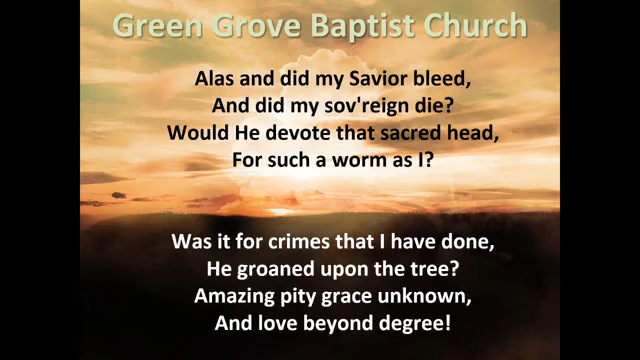 Green Grove Baptist Church
Alas and did my Savior bleed,
And did my sov'reign die?
Would He devote that sacred head,
For such a worm as I?
Was it for crimes that I have done,
He groaned upon the tree?
Amazing pity grace unknown,
And love beyond degree!